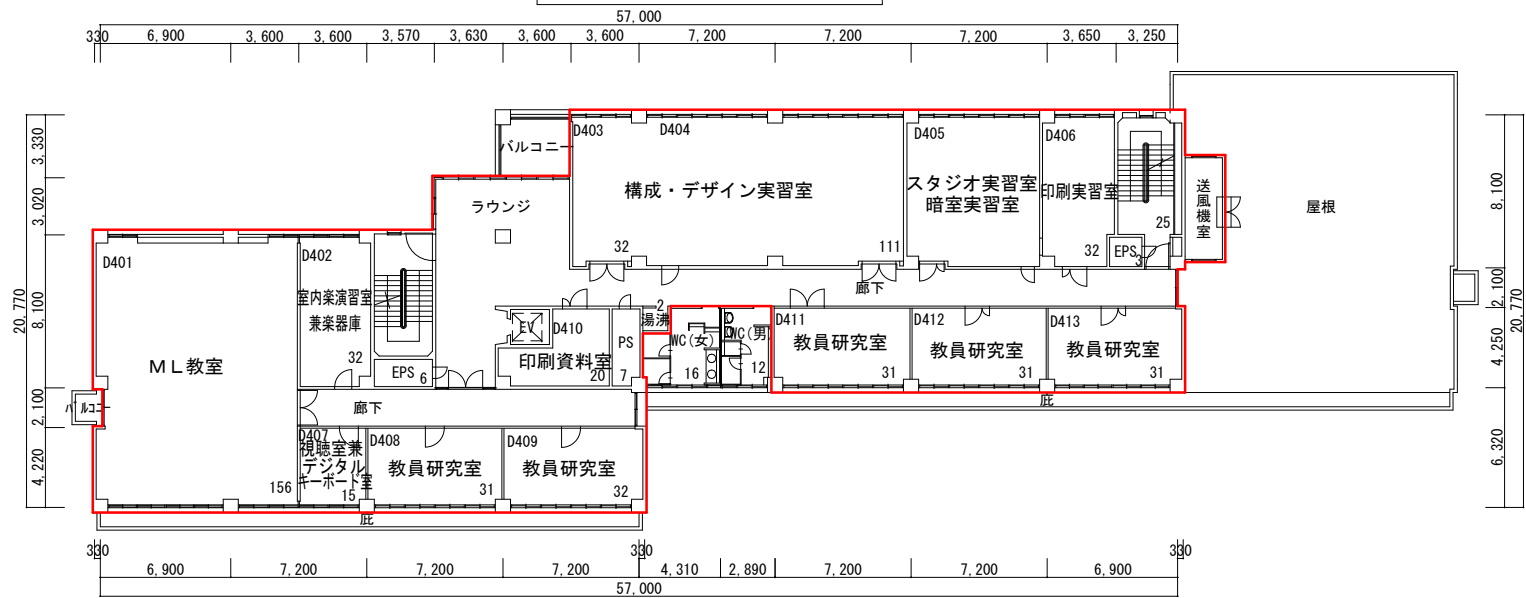 57,000
330 6,900 3,600 3,600 3,570 3,630 3,600 3,600 7,200 7,200 7,200 3,650 3,250
3,330
3,020
8,100
2,100
4,220
20,770
8,100
2,100
4,250
6,320
20,770
バルコニー
D403
D404
構成・デザイン実習室
32
111
D405
スタジオ実習室
暗室実習室
D406
印刷実習室
32
25
EPS
3
送風機室
屋根
ラウンジ
D401
ML教室
156
D402
室内楽演習室
兼楽器庫
32
EPS
6
廊下
EV
D410
印刷資料室
20
PS
7
2
湯沸
WC(女)
16
WC(男)
12
D411
教員研究室
31
D412
教員研究室
31
D413
教員研究室
31
バルコニー
廊下
庇
D407
視聴室兼
デジタル
キーボード室
15
D408
教員研究室
31
D409
教員研究室
32
庇
330 330 330
6,900 7,200 7,200 7,200 4,310 2,890 7,200 7,200 6,900
57,000